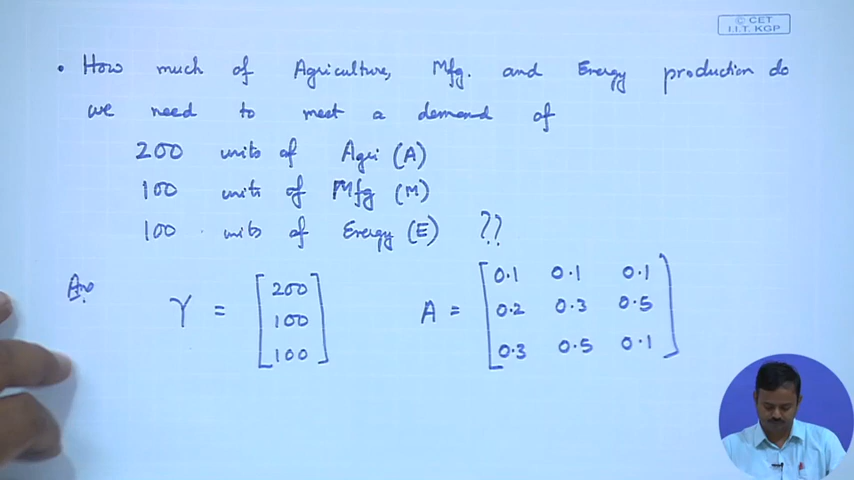 © CET
I.I.T. KGP
• How much of Agriculture, Mfg. and Energy production do
we need to meet a demand of
200 units of Agri (A)
100 units of Mfg (M)
100 units of Energy (E) ??
Ans
Y = [200
100
100]
A = [0.1 0.1 0.1
0.2 0.3 0.5
0.3 0.5 0.1]